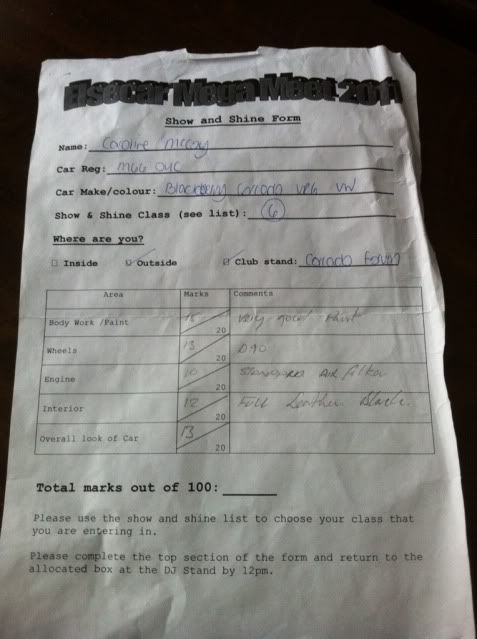 Elsecar Mega Meet 2011
Show and Shine Form
Name: Caroline McCoy
Car Reg: M66 OYC
Car Make/colour: Blackberry Corrado VR6 VW
Show & Shine Class (see list): 6
Where are you?
Inside Outside Club stand: Corrado Forum
Area Marks Comments
Body Work /Paint 15 20 Very good Paint
Wheels 13 20
Engine 10 20 Standard Air filter
Interior 12 20 Full Leather Black.
Overall look of Car 13 20
Total marks out of 100:
Please use the show and shine list to choose your class that
you are entering in.
Please complete the top section of the form and return to the
allocated box at the DJ Stand by 12pm.